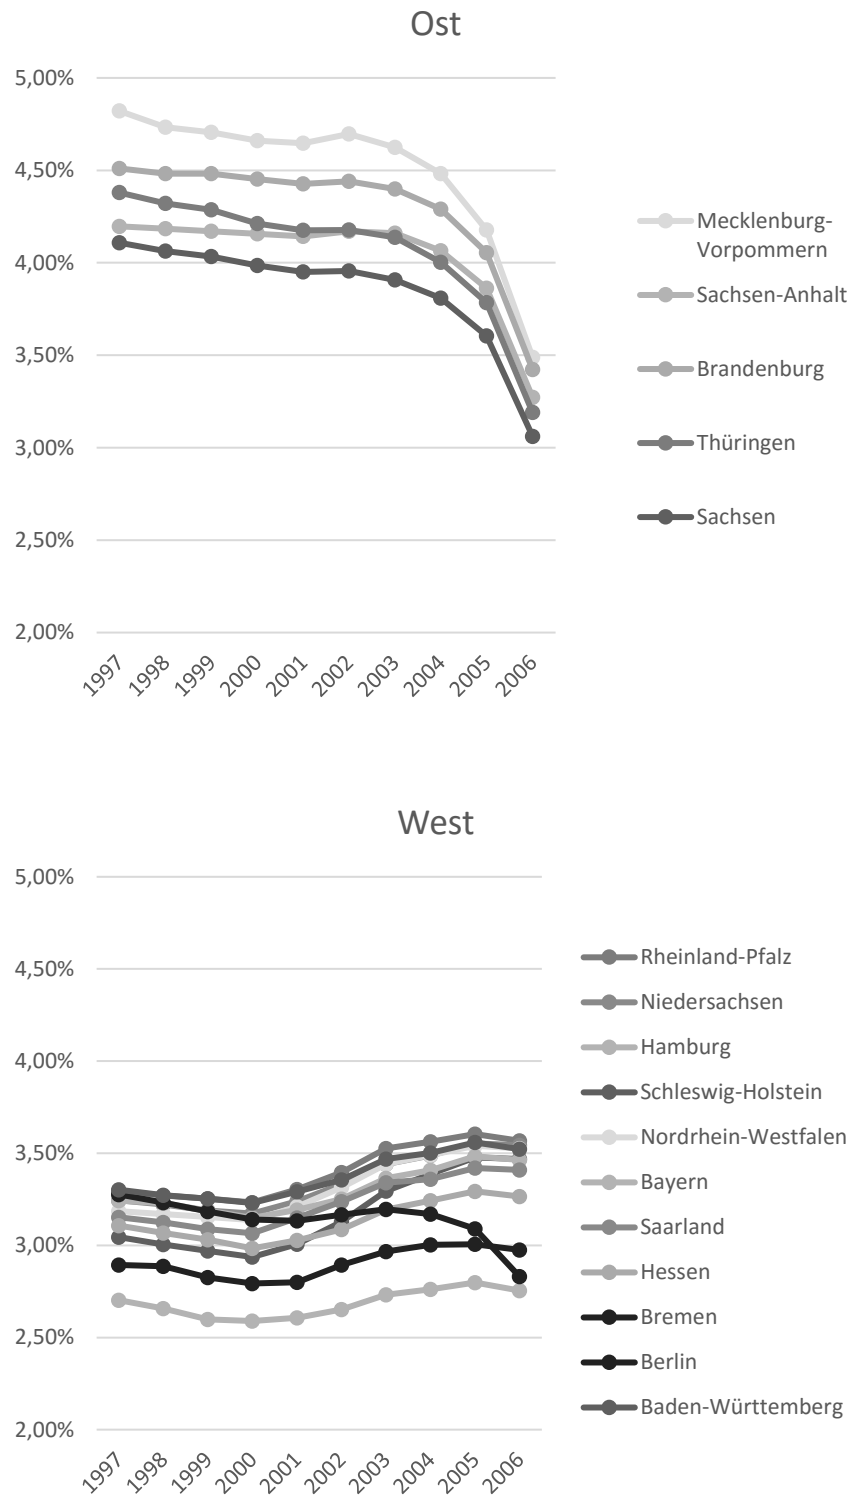 Ost
5,00%
4,50%
4,00%
3,50%
3,00%
2,50%
2,00%
1997
1998
1999
2000
2001
2002
2003
2004
2005
2006
Mecklenburg-
Vorpommern
Sachsen-Anhalt
Brandenburg
Thüringen
Sachsen
West
5,00%
4,50%
4,00%
3,50%
3,00%
2,50%
2,00%
1997
1998
1999
2000
2001
2002
2003
2004
2005
2006
Rheinland-Pfalz
Niedersachsen
Hamburg
Schleswig-Holstein
Nordrhein-Westfalen
Bayern
Saarland
Hessen
Bremen
Berlin
Baden-Württemberg